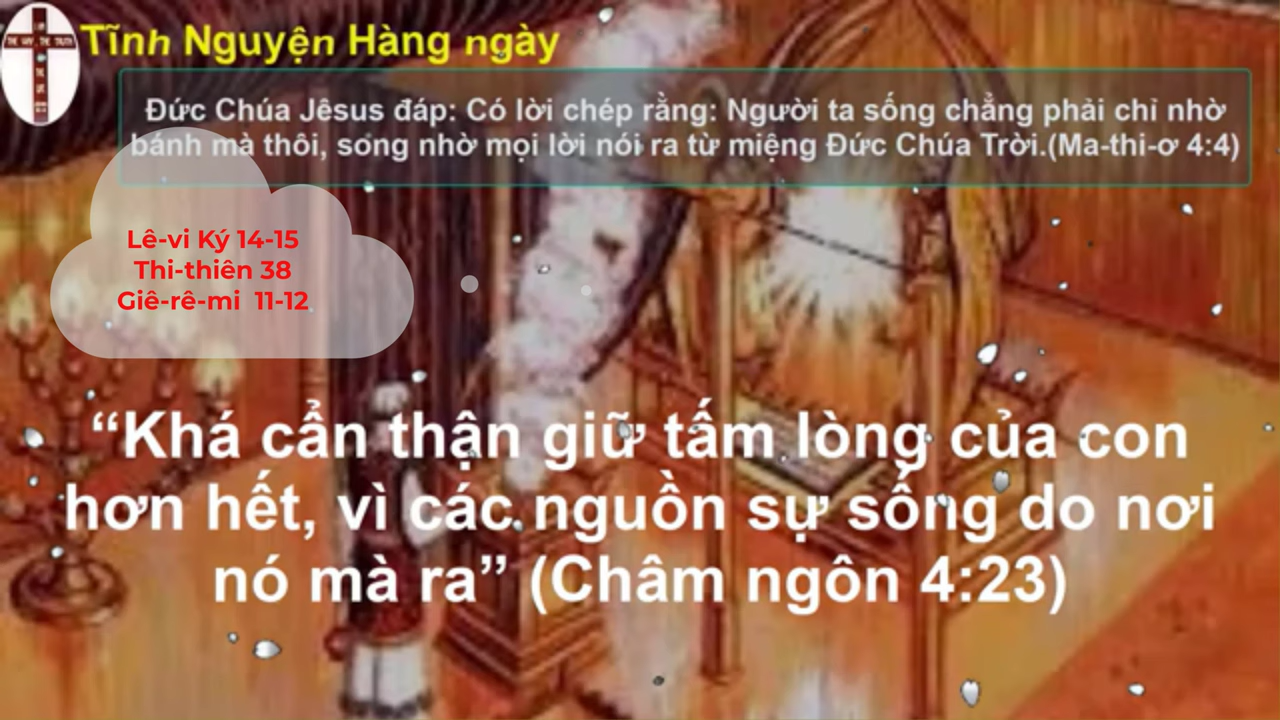 Tĩnh Nguyện Hàng ngày
Đức Chúa Jêsus đáp: Có lời chép rằng: Người ta sống chẳng phải chỉ nhờ
bánh mà thôi, sống nhờ mọi lời nói ra từ miệng Đức Chúa Trời.(Ma-thi-ơ 4:4)
Lê-vi Ký 14-15
Thi-thiên 38
Giê-rê-mi 11-12
“Khá cẩn thận giữ tấm lòng của con
hơn hết, vì các nguồn sự sống do nơi
nó mà ra” (Châm ngôn 4:23)